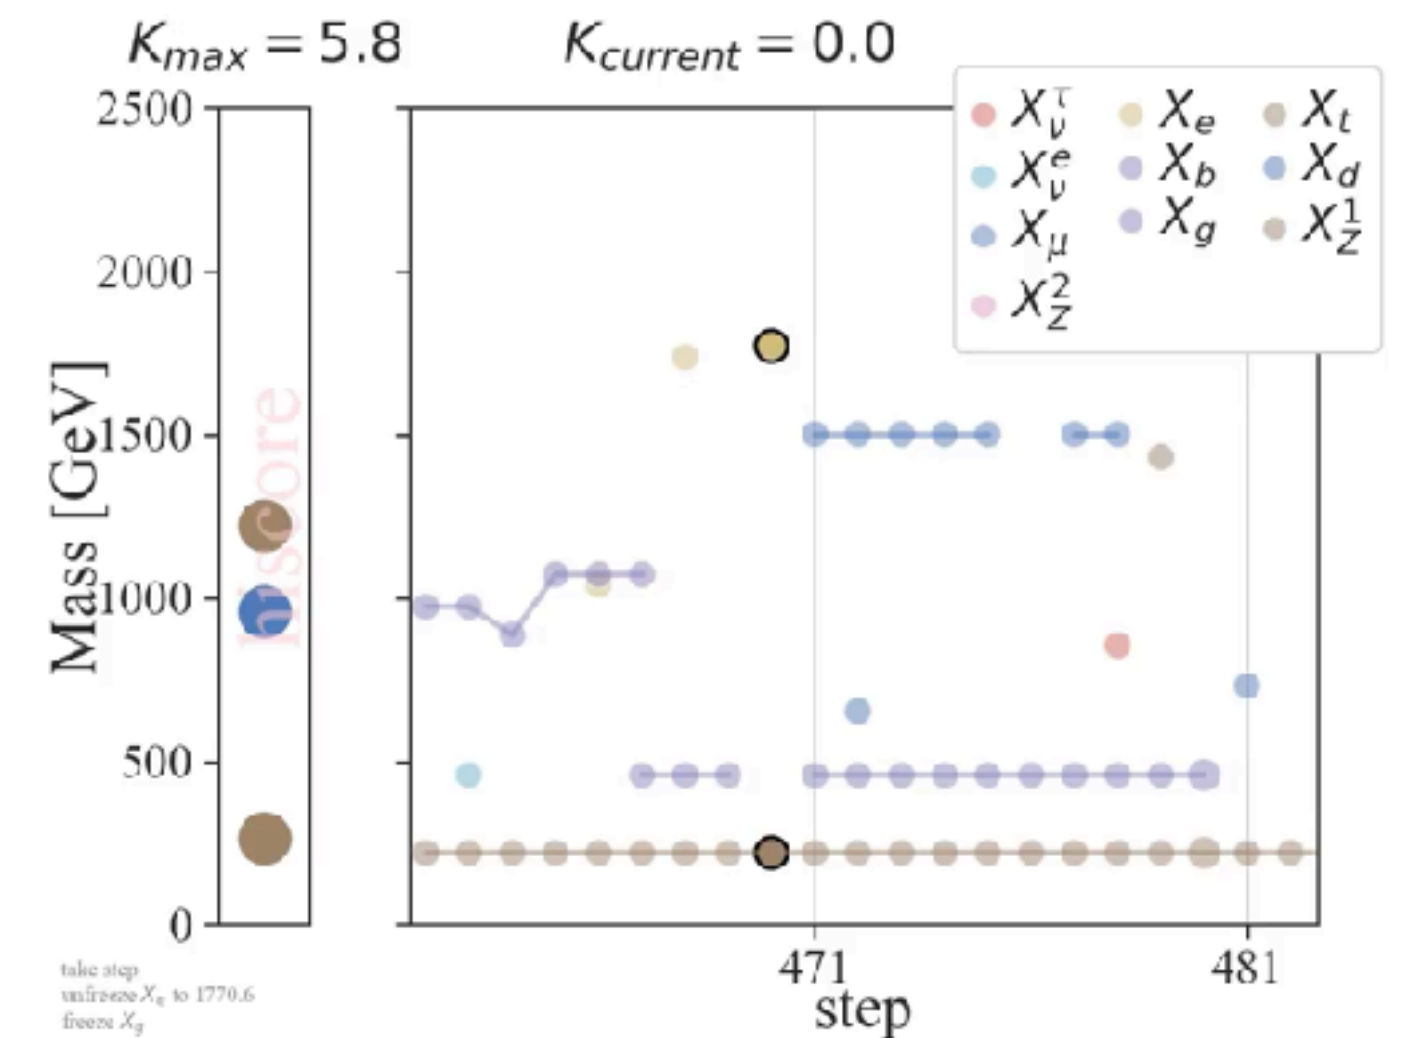 K_max = 5.8
K_current = 0.0
X_ν^τ X_e X_t
X_ν^e X_b X_d
X_μ X_g X_Z^1
X_Z^2
2500
2000
1500
1000
500
0
Mass [GeV]
hiscore
471 481
step
take step
unfreeze X_e to 1770.6
freeze X_g